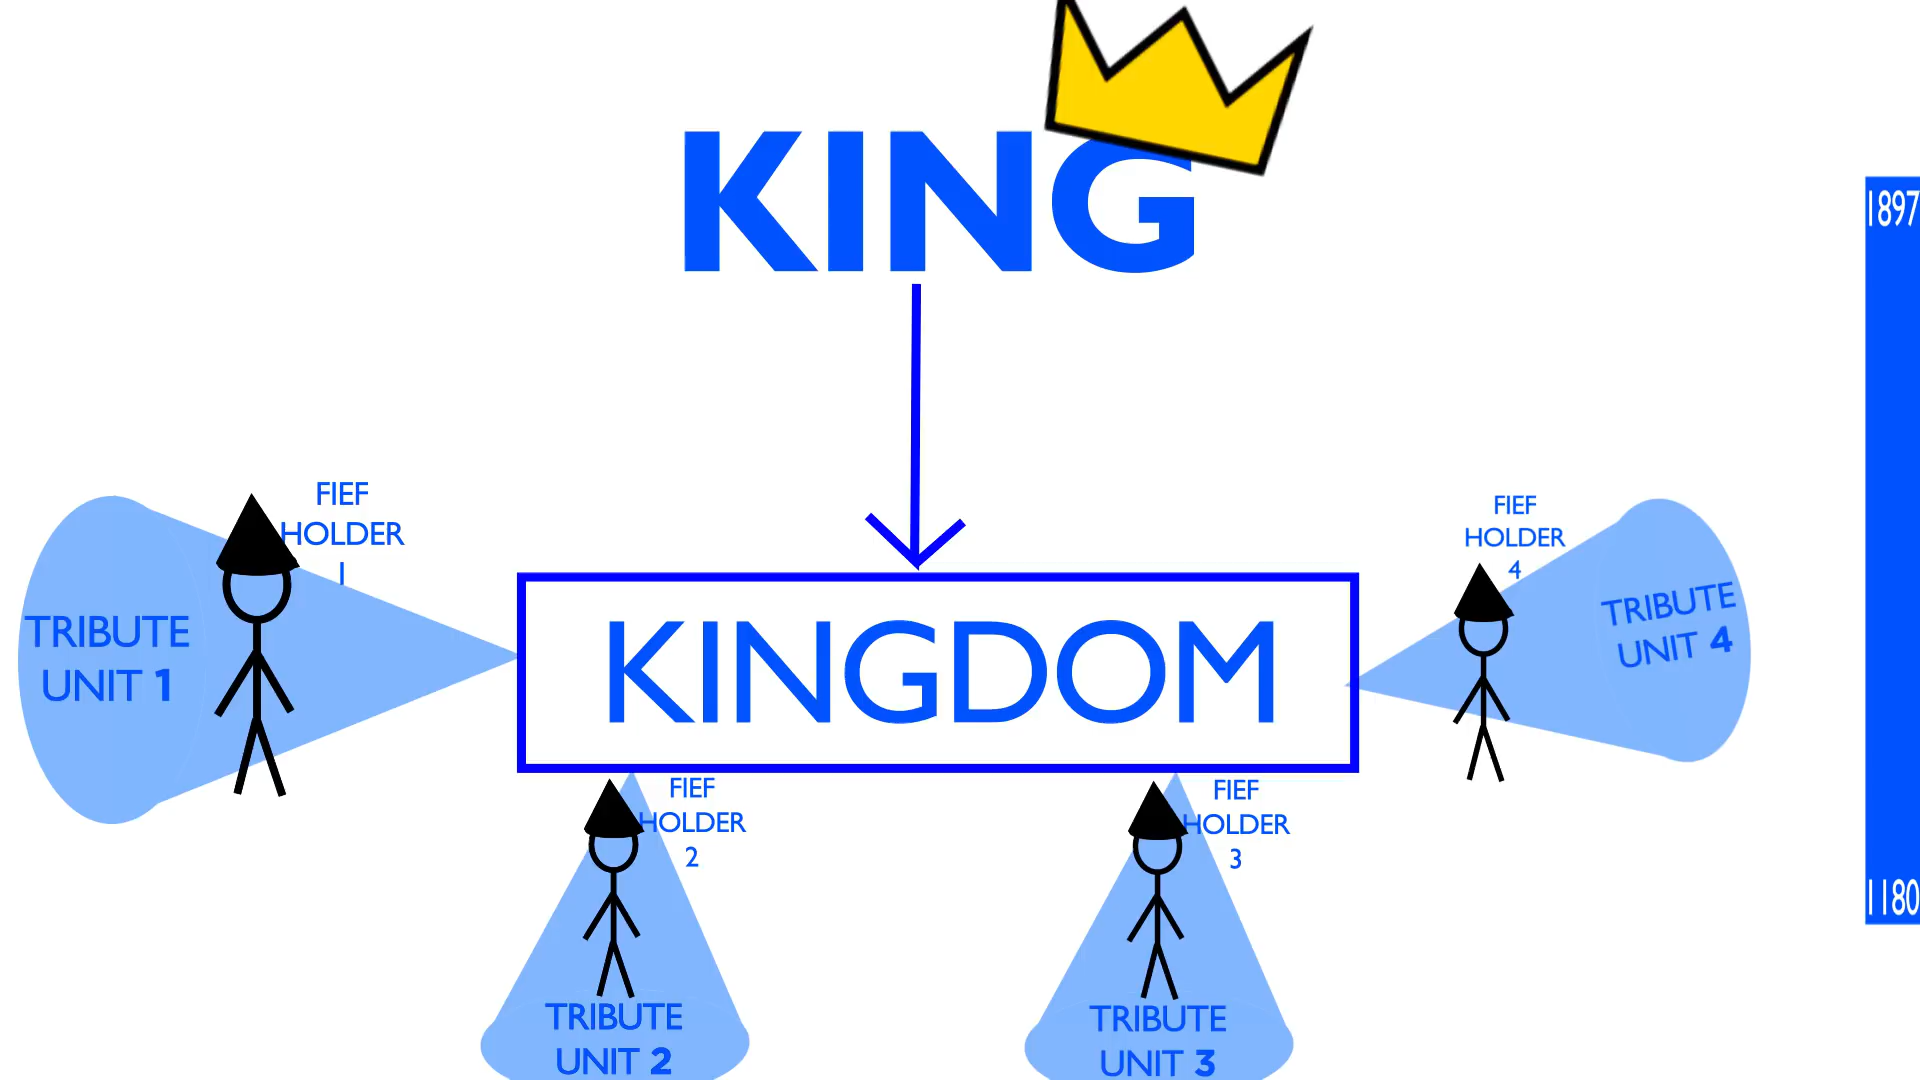 KING
1897
FIEF
HOLDER
1
FIEF
HOLDER
4
TRIBUTE
UNIT 1
KINGDOM
TRIBUTE
UNIT 4
FIEF
HOLDER
2
FIEF
HOLDER
3
1180
TRIBUTE
UNIT 2
TRIBUTE
UNIT 3